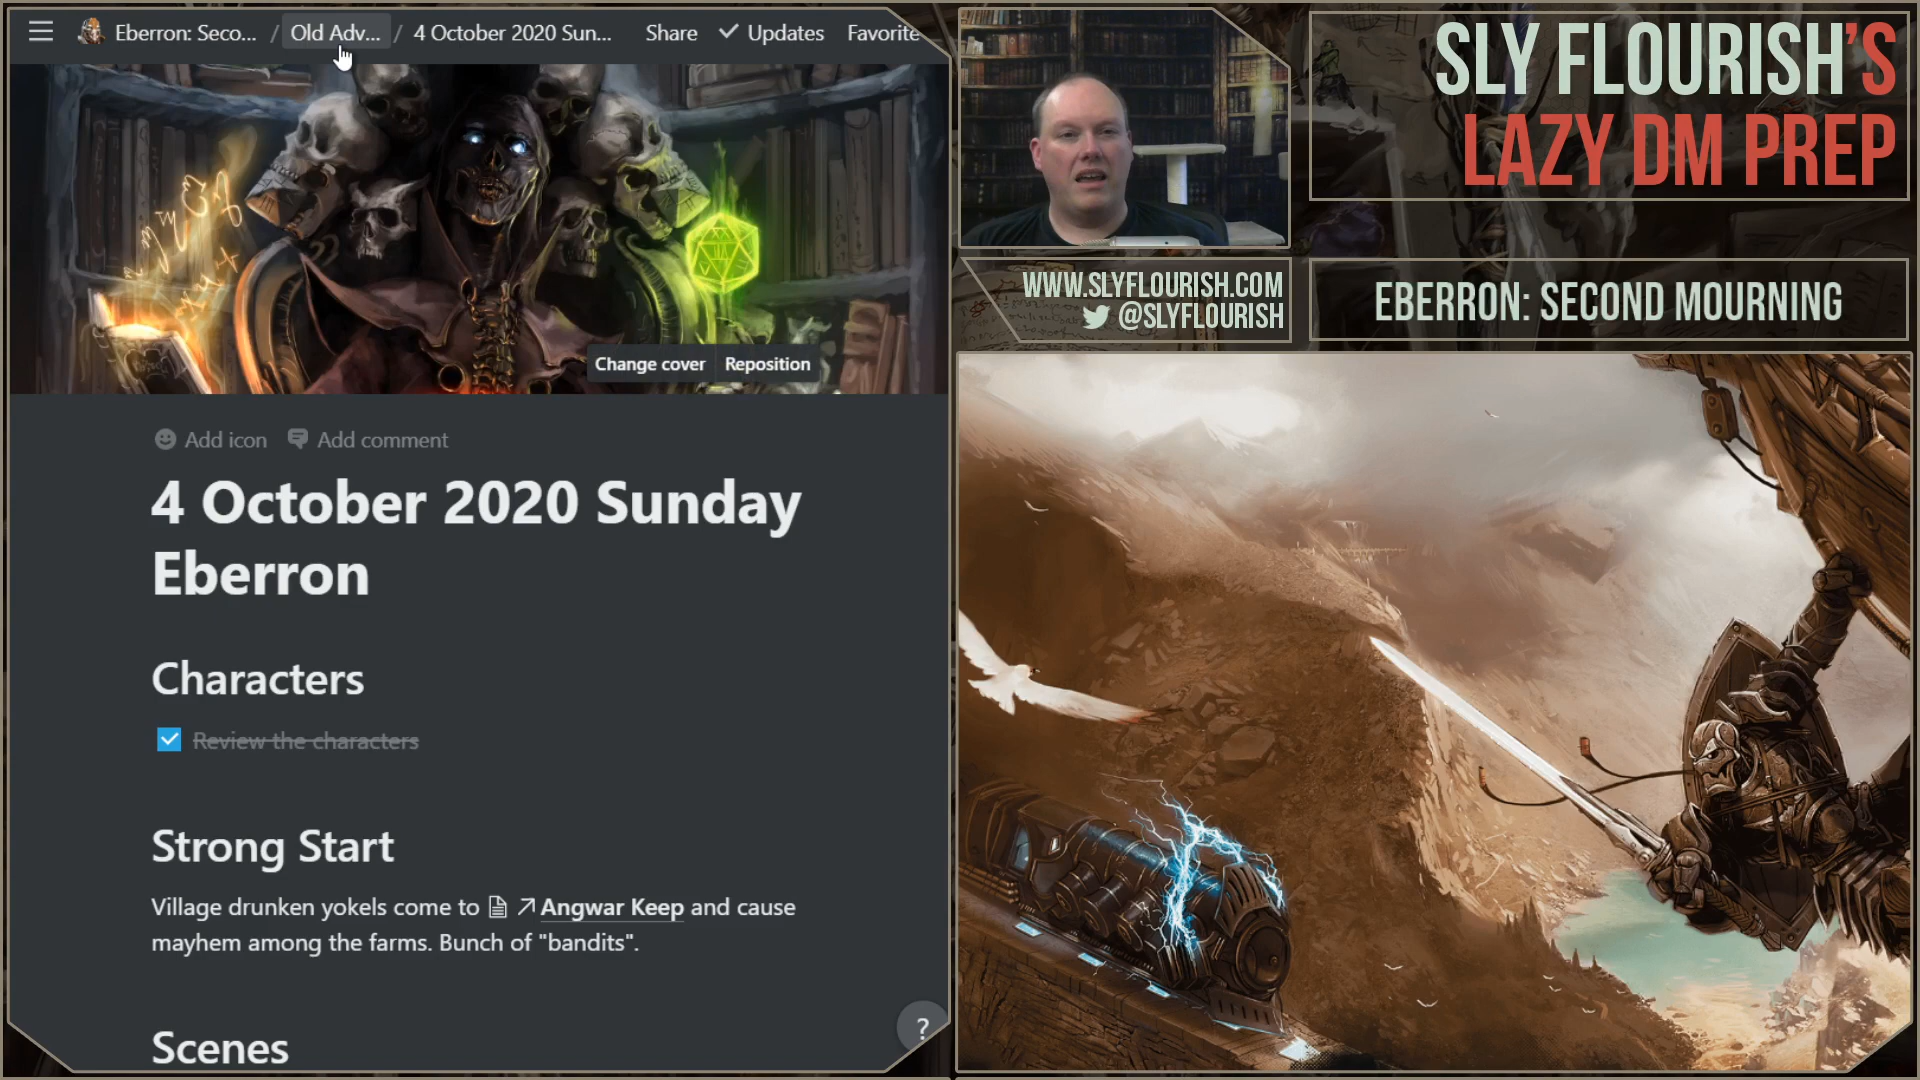 Eberron: Seco... / Old Adv... / 4 October 2020 Sun... Share Updates Favorite
Change cover Reposition
Add icon Add comment
4 October 2020 Sunday
Eberron
Characters
Review the characters
Strong Start
Village drunken yokels come to Angwar Keep and cause
mayhem among the farms. Bunch of "bandits".
Scenes
?
SLY FLOURISH'S
LAZY DM PREP
WWW.SLYFLOURISH.COM
@SLYFLOURISH
EBERRON: SECOND MOURNING